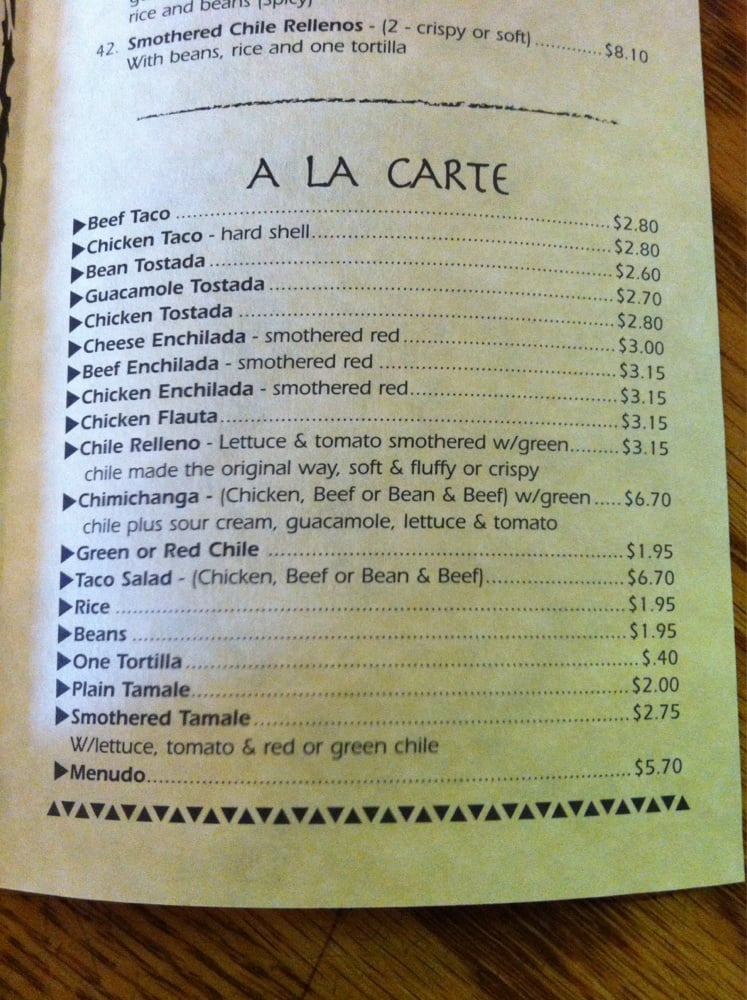 rice and beans (Spicy)
42. Smothered Chile Rellenos - (2 - crispy or soft)............$8.10
With beans, rice and one tortilla
A LA CARTE
▶Beef Taco ........................................................$2.80
▶Chicken Taco - hard shell........................................$2.80
▶Bean Tostada ....................................................$2.60
▶Guacamole Tostada ...............................................$2.70
▶Chicken Tostada .................................................$2.80
▶Cheese Enchilada - smothered red.................................$3.00
▶Beef Enchilada - smothered red ..................................$3.15
▶Chicken Enchilada - smothered red................................$3.15
▶Chicken Flauta...................................................$3.15
▶Chile Relleno - Lettuce & tomato smothered w/green.........$3.15
chile made the original way, soft & fluffy or crispy
▶Chimichanga - (Chicken, Beef or Bean & Beef) w/green.....$6.70
chile plus sour cream, guacamole, lettuce & tomato
▶Green or Red Chile ..............................................$1.95
▶Taco Salad - (Chicken, Beef or Bean & Beef)......................$6.70
▶Rice ............................................................$1.95
▶Beans ...........................................................$1.95
▶One Tortilla.....................................................$.40
▶Plain Tamale.....................................................$2.00
▶Smothered Tamale.................................................$2.75
W/lettuce, tomato & red or green chile
▶Menudo...........................................................$5.70